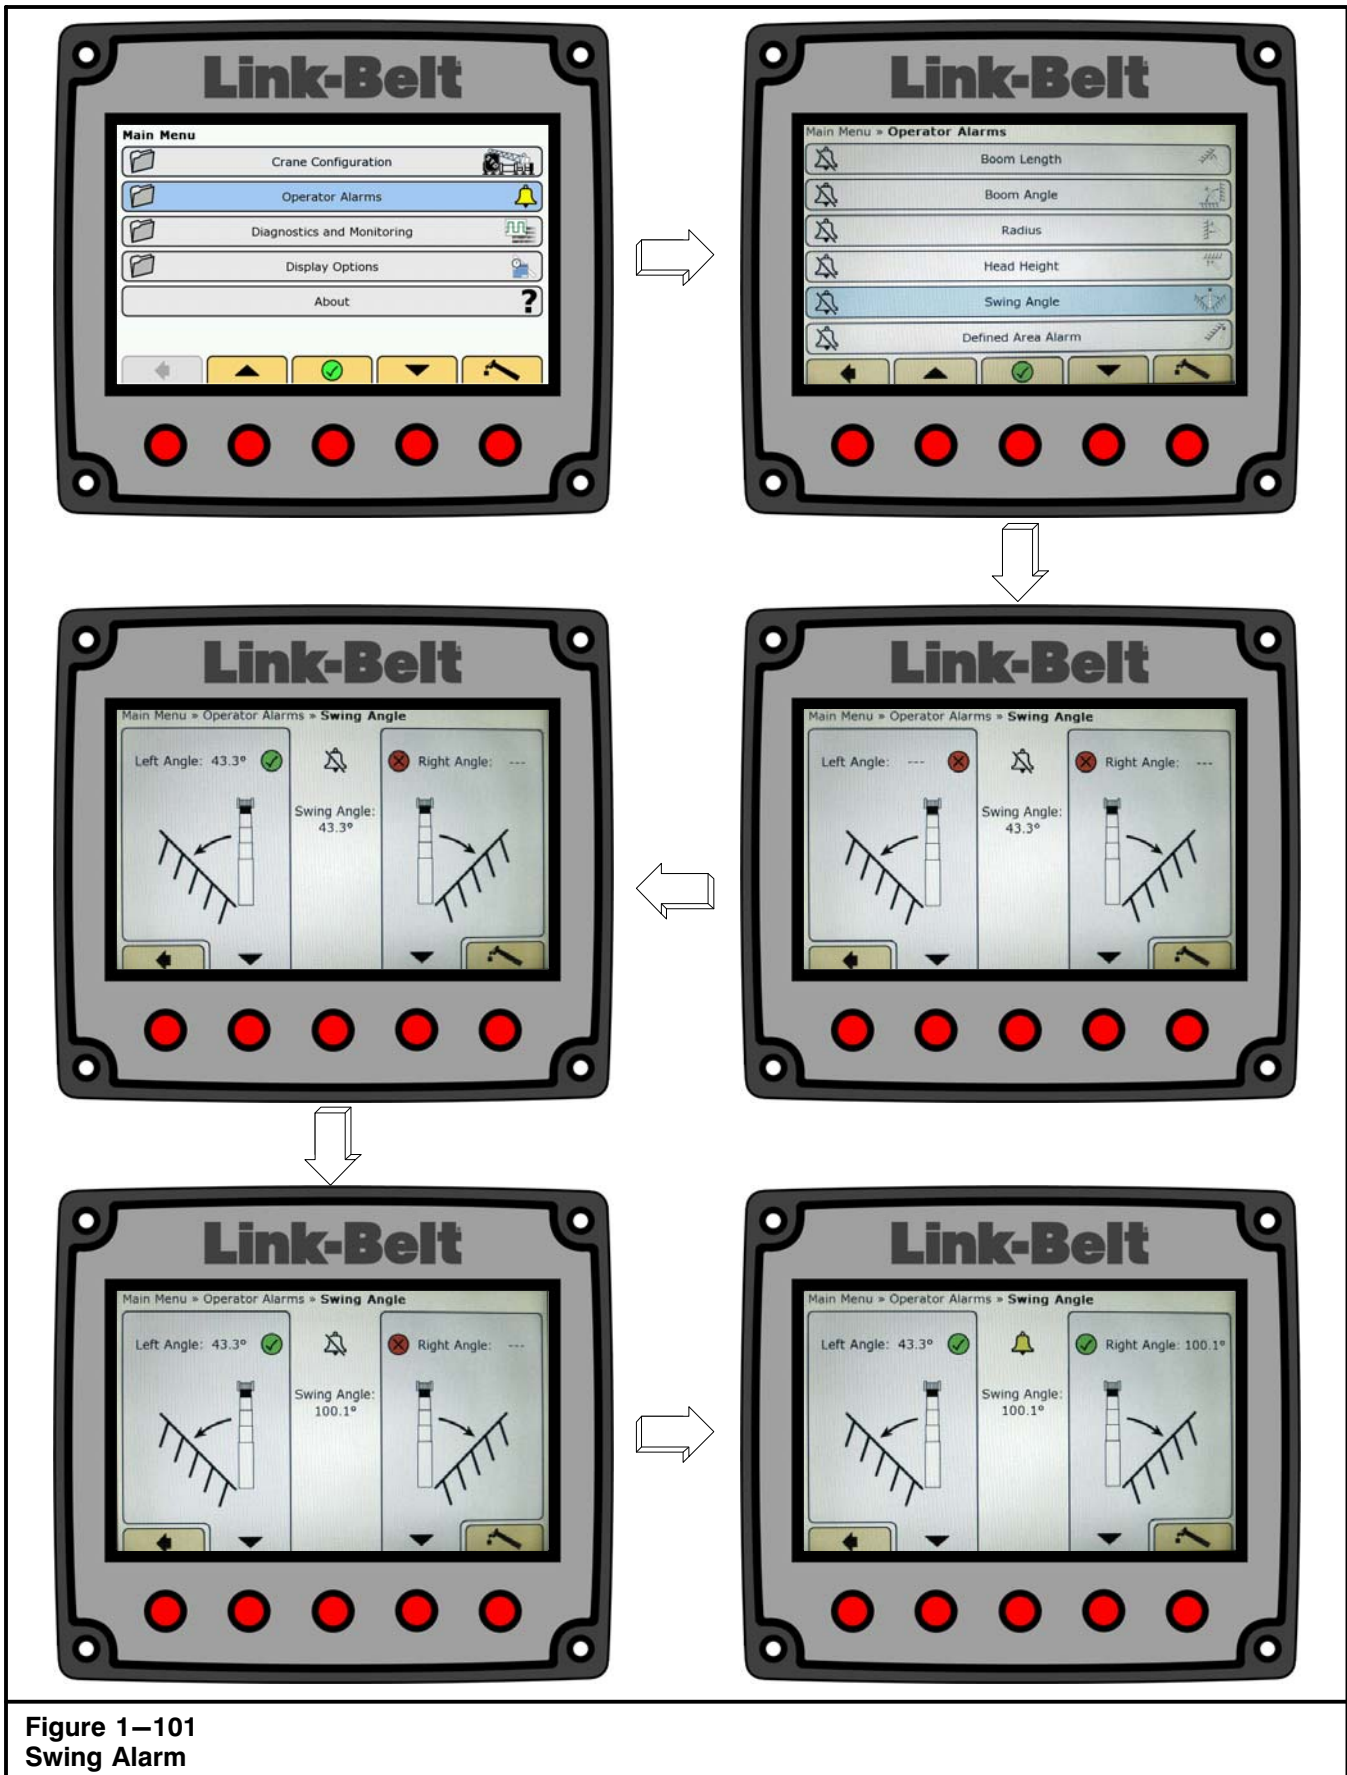 Link-Belt
Main Menu
Crane Configuration
Operator Alarms
Diagnostics and Monitoring
Display Options
About
?
Link-Belt
Main Menu » Operator Alarms
Boom Length
Boom Angle
Radius
Head Height
Swing Angle
Defined Area Alarm
Link-Belt
Main Menu » Operator Alarms » Swing Angle
Left Angle: ---
Right Angle: ---
Swing Angle:
43.3°
Link-Belt
Main Menu » Operator Alarms » Swing Angle
Left Angle: 43.3°
Right Angle: ---
Swing Angle:
43.3°
Link-Belt
Main Menu » Operator Alarms » Swing Angle
Left Angle: 43.3°
Right Angle: ---
Swing Angle:
100.1°
Link-Belt
Main Menu » Operator Alarms » Swing Angle
Left Angle: 43.3°
Right Angle: 100.1°
Swing Angle:
100.1°
Figure 1–101
Swing Alarm